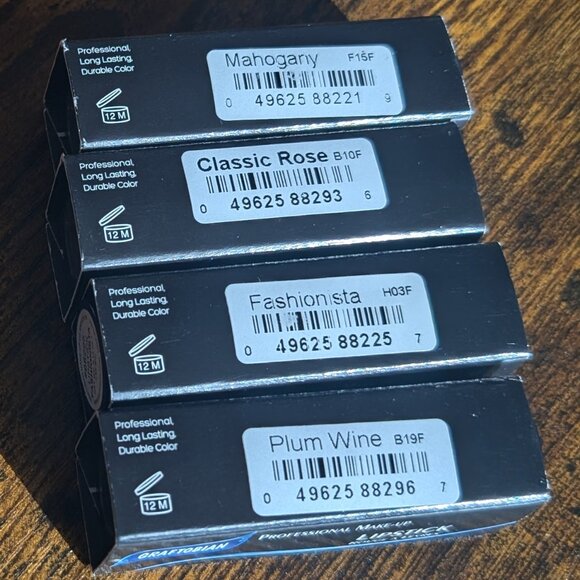 Professional,
Long Lasting,
Durable Color
12 M
Mahogany F15F
0 49625 88221 9
Professional,
Long Lasting,
Durable Color
12 M
Classic Rose B10F
0 49625 88293 6
Professional,
Long Lasting,
Durable Color
12 M
Fashionista H03F
0 49625 88225 7
Professional,
Long Lasting,
Durable Color
12 M
Plum Wine B19F
0 49625 88296 7
GRAFTOBIAN PROFESSIONAL MAKE-UP
LIPSTICK